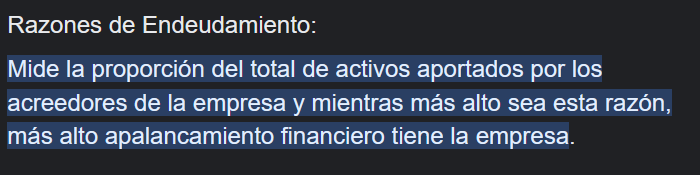 Razones de Endeudamiento:
Mide la proporción del total de activos aportados por los
acreedores de la empresa y mientras más alto sea esta razón,
más alto apalancamiento financiero tiene la empresa.